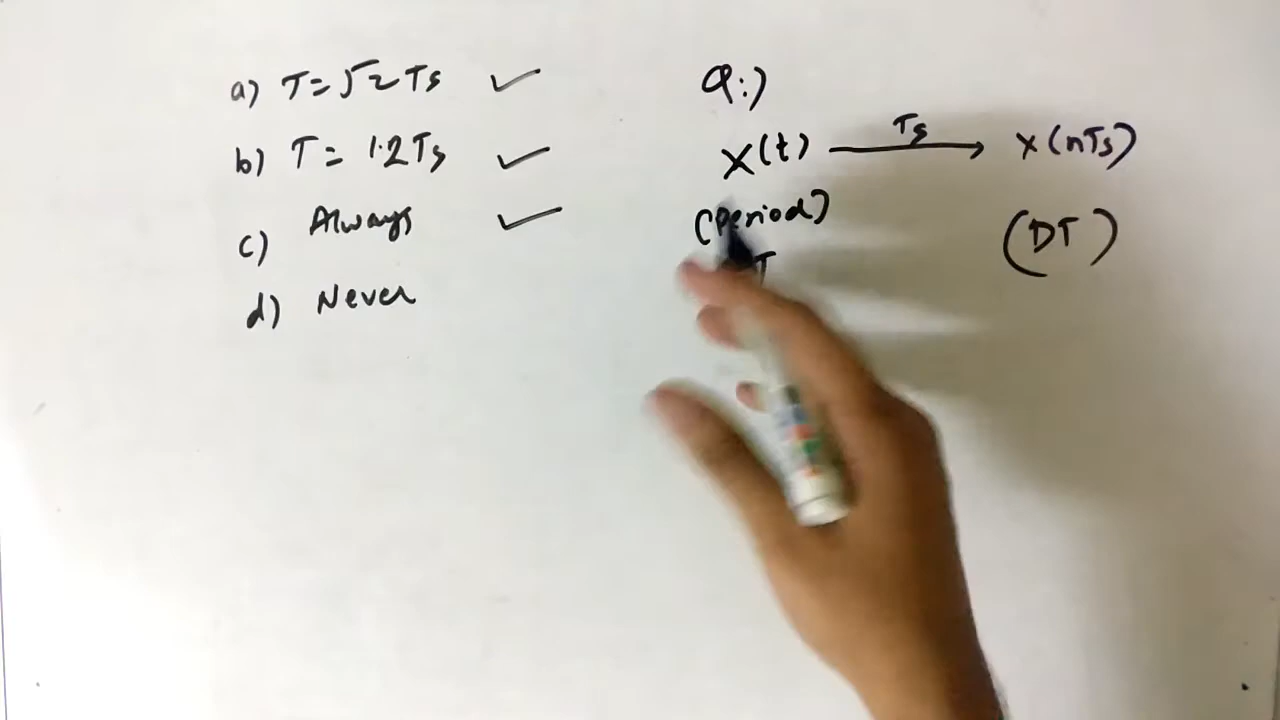 a) T = √2 Ts ✓
b) T = 1.2 Ts ✓
c) Always ✓
d) Never
Q:)
x(t) Ts → x(nTs)
(Period) (DT)
T